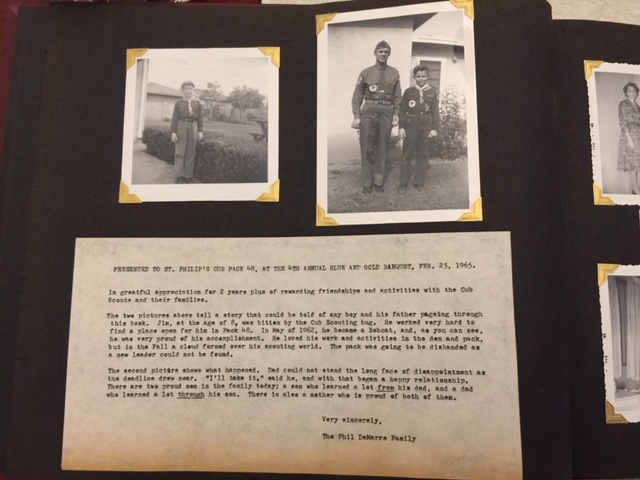 PRESENTED TO ST. PHILIP'S CUB PACK 48, AT THE 4TH ANNUAL BLUE AND GOLD BANQUET, FEB. 25, 1965.
In greatful appreciation for 2 years plus of rewarding friendships and activities with the Cub
Scouts and their families.
The two pictures above tell a story that could be told of any boy and his father pagaing through
this book. Jim, at the age of 8, was bitten by the Cub Scouting bug. He worked very hard to
find a place open for him in Pack 48. In May of 1962, he became a Bobcat, and, as you can see,
he was very proud of his accomplishment. He loved his work and activities in the den and pack,
but in the Fall a cloud formed over his scouting world. The pack was going to be disbanded as
a new leader could not be found.
The second picture shows what happened. Dad could not stand the long face of disappointment as
the deadline drew near. "I'll take it," said he, and with that began a happy relationship.
There are two proud men in the family today; a son who learned a lot from his dad, and a dad
who learned a lot through his son. There is also a mother who is proud of both of them.
Very sincerely,
The Phil DeMarre Family